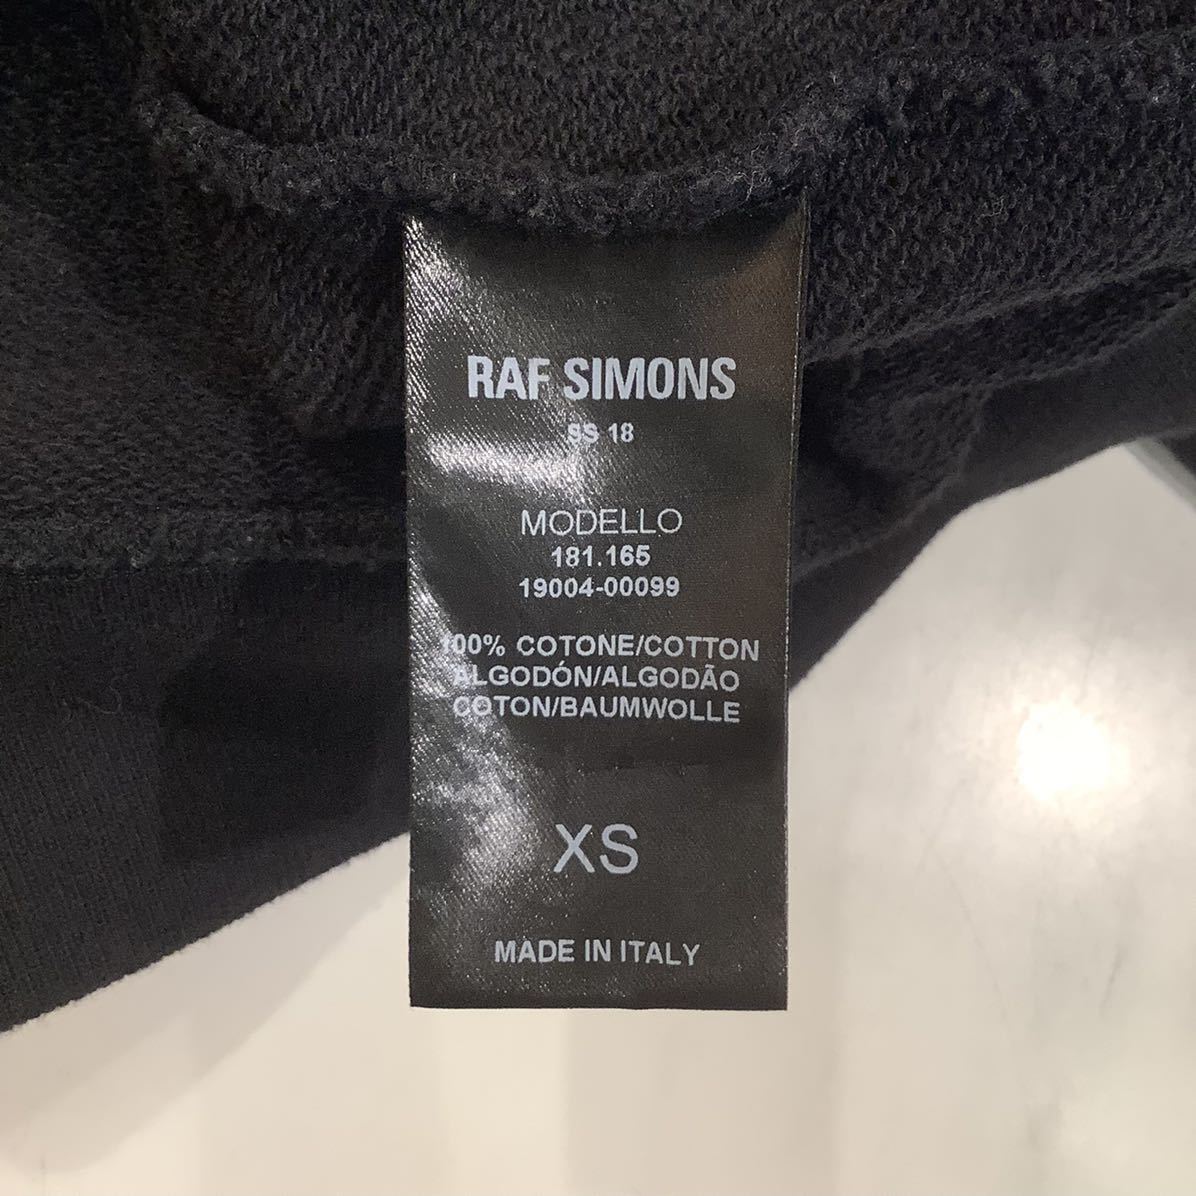 RAF SIMONS
SS 18
MODELLO
181.165
19004-00099
100% COTONE/COTTON
ALGODÓN/ALGODÃO
COTON/BAUMWOLLE
XS
MADE IN ITALY